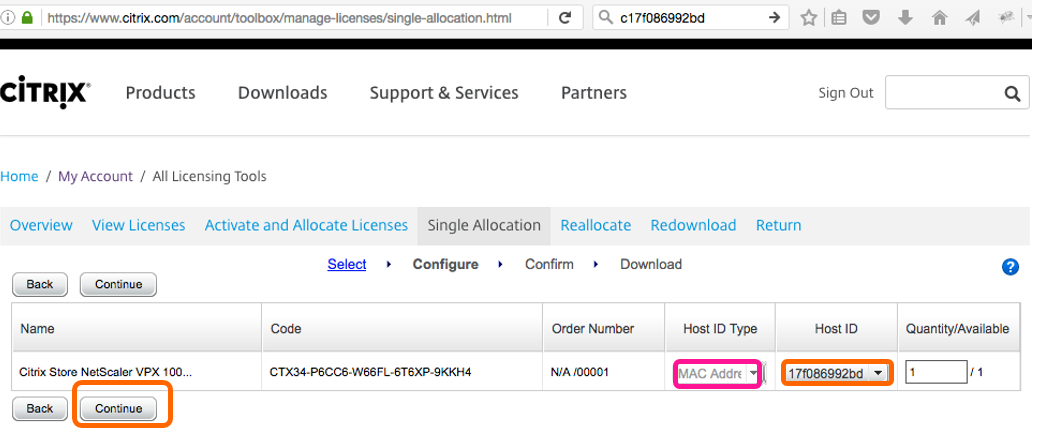 https://www.citrix.com/account/toolbox/manage-licenses/single-allocation.html
c17f086992bd
CİTRIX Products Downloads Support & Services Partners Sign Out
Home / My Account / All Licensing Tools
Overview View Licenses Activate and Allocate Licenses Single Allocation Reallocate Redownload Return
Select Configure Confirm Download
Back Continue
Name Code Order Number Host ID Type Host ID Quantity/Available
Citrix Store NetScaler VPX 100... CTX34-P6CC6-W66FL-6T6XP-9KKH4 N/A /00001 MAC Addre 17f086992bd 1 / 1
Back Continue